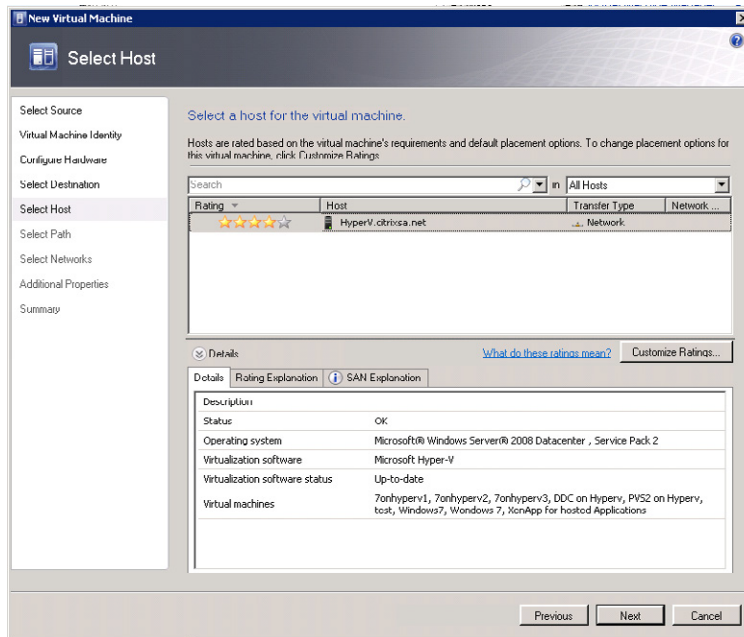 New Virtual Machine
Select Host
Select Source
Virtual Machine Identity
Configure Hardware
Select Destination
Select Host
Select Path
Select Networks
Additional Properties
Summary
Select a host for the virtual machine.
Hosts are rated based on the virtual machine's requirements and default placement options. To change placement options for
this virtual machine, click Customize Ratings
Search in All Hosts
Rating Host Transfer Type Network ...
HyperV.citrixsa.net Network
Details What do these ratings mean? Customize Ratings...
Details Rating Explanation SAN Explanation
Description
Status OK
Operating system Microsoft® Windows Server® 2008 Datacenter , Service Pack 2
Virtualization software Microsoft Hyper-V
Virtualization software status Up-to-date
Virtual machines 7onhyperv1, 7onhyperv2, 7onhyperv3, DDC on Hyperv, PVS2 on Hyperv,
test, Windows7, Wondows 7, XenApp for hosted Applications
Previous Next Cancel